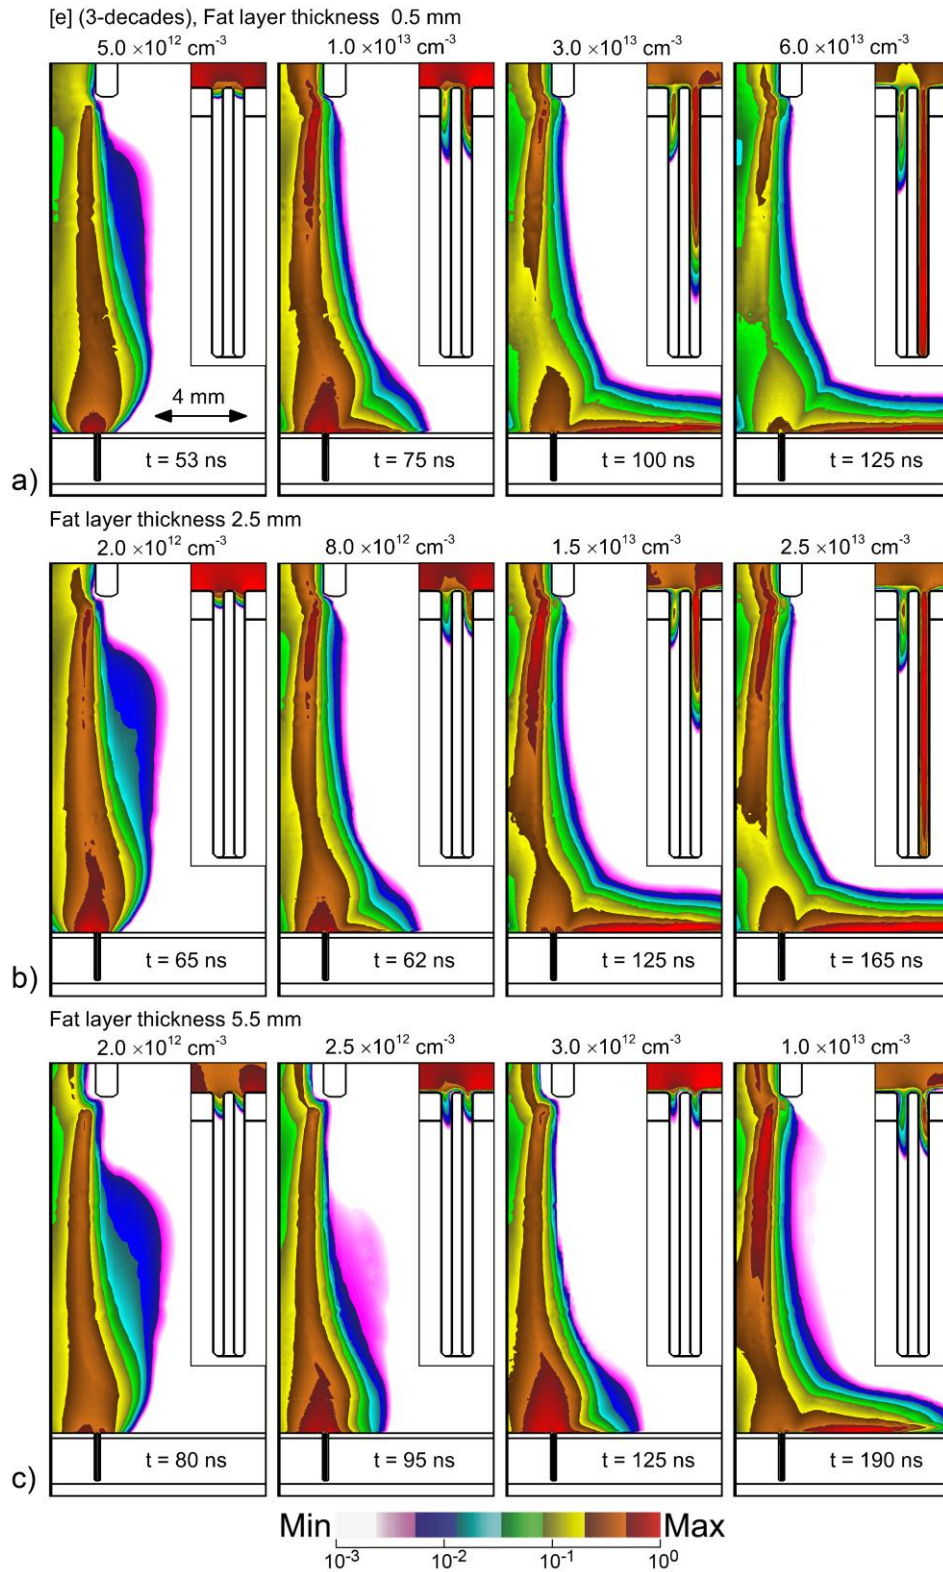 [e] (3-decades), Fat layer thickness 0.5 mm
5.0 ×10¹² cm⁻³ 1.0 ×10¹³ cm⁻³ 3.0 ×10¹³ cm⁻³ 6.0 ×10¹³ cm⁻³
4 mm
a) t = 53 ns t = 75 ns t = 100 ns t = 125 ns
Fat layer thickness 2.5 mm
2.0 ×10¹² cm⁻³ 8.0 ×10¹² cm⁻³ 1.5 ×10¹³ cm⁻³ 2.5 ×10¹³ cm⁻³
b) t = 65 ns t = 62 ns t = 125 ns t = 165 ns
Fat layer thickness 5.5 mm
2.0 ×10¹² cm⁻³ 2.5 ×10¹² cm⁻³ 3.0 ×10¹² cm⁻³ 1.0 ×10¹³ cm⁻³
c) t = 80 ns t = 95 ns t = 125 ns t = 190 ns
Min Max
10⁻³ 10⁻² 10⁻¹ 10⁰